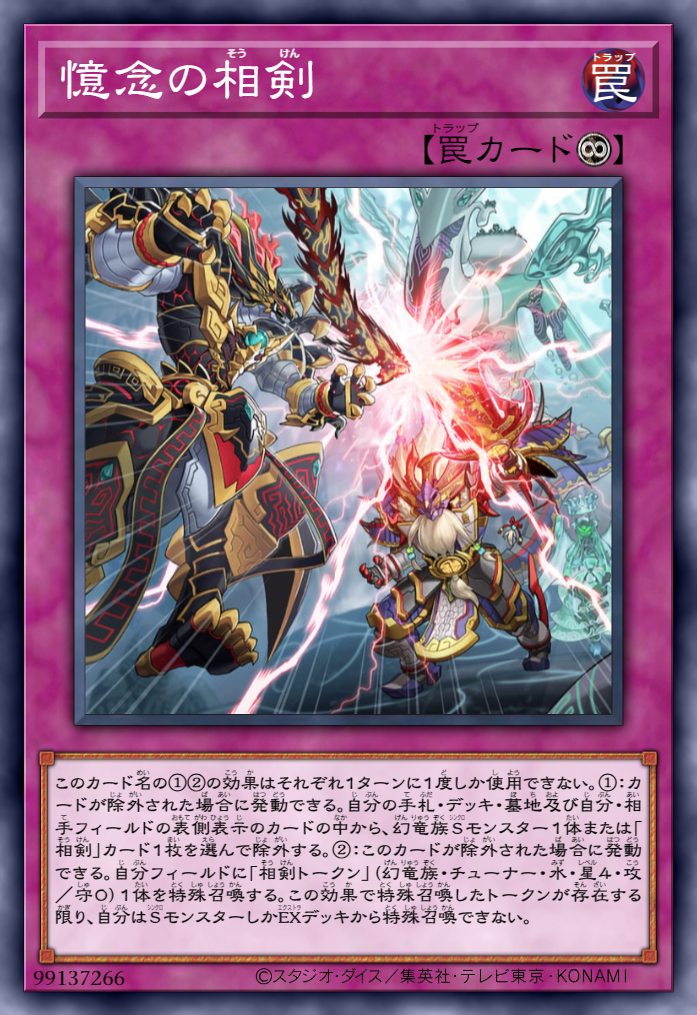 憶念の相剣
罠
【罠カード】
このカード名の①②の効果はそれぞれ1ターンに1度しか使用できない。①:カ
ードが除外された場合に発動できる。自分の手札・デッキ・墓地及び自分・相
手フィールドの表側表示のカードの中から、幻竜族Sモンスター1体または「
相剣」カード1枚を選んで除外する。②:このカードが除外された場合に発動
できる。自分フィールドに「相剣トークン」(幻竜族・チューナー・水・星4・攻
/守0)1体を特殊召喚する。この効果で特殊召喚したトークンが存在する
限り、自分はSモンスターしかEXデッキから特殊召喚できない。
99137266 ©スタジオ・ダイス/集英社・テレビ東京・KONAMI